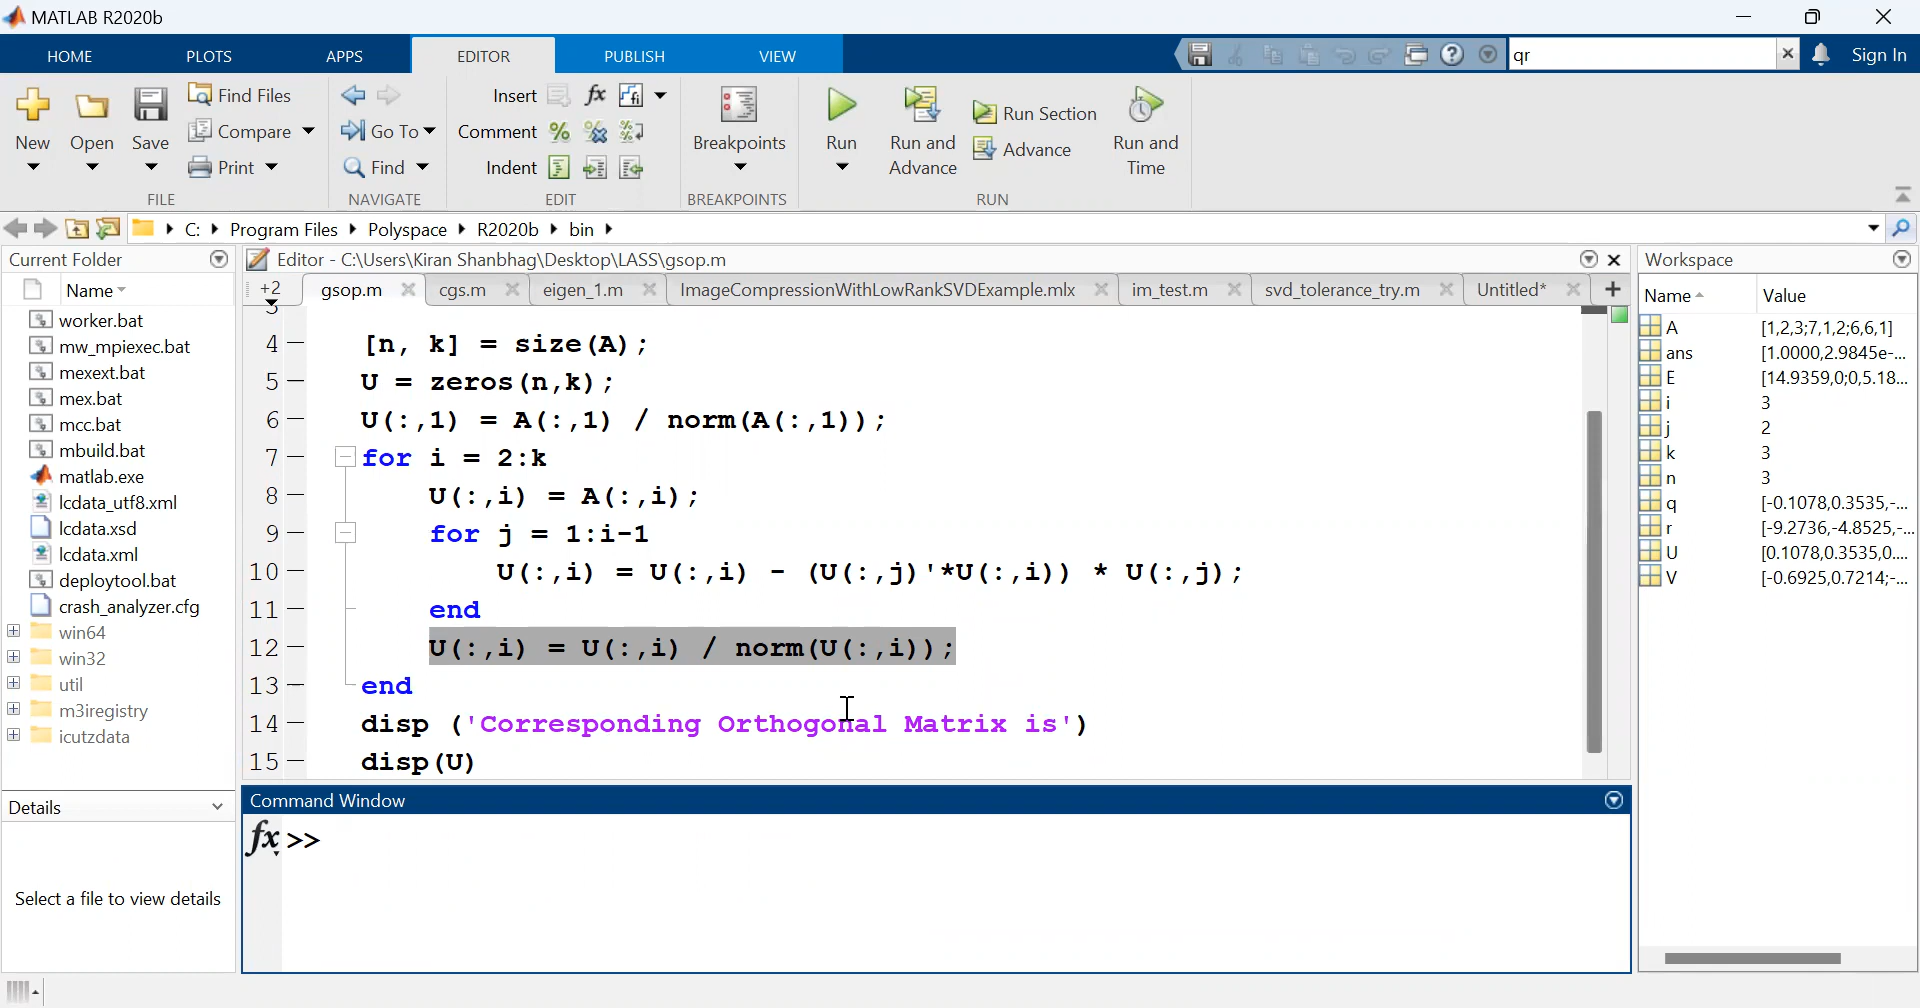 MATLAB R2020b
HOME PLOTS APPS EDITOR PUBLISH VIEW qr Sign In
New Open Save Find Files Compare Print
FILE
Go To Find
NAVIGATE
Insert fx fi
Comment % %
Indent
EDIT
Breakpoints
BREAKPOINTS
Run Run and Advance Run Section Advance Run and Time
RUN
C: Program Files Polyspace R2020b bin
Current Folder
Name
worker.bat
mw_mpiexec.bat
mexext.bat
mex.bat
mcc.bat
mbuild.bat
matlab.exe
lcdata_utf8.xml
lcdata.xsd
lcdata.xml
deploytool.bat
crash_analyzer.cfg
win64
win32
util
m3iregistry
icutzdata
Details
Select a file to view details
Editor - C:\Users\Kiran Shanbhag\Desktop\LASS\gsop.m
+2 gsop.m cgs.m eigen_1.m ImageCompressionWithLowRankSVDExample.mlx im_test.m svd_tolerance_try.m Untitled* +
4 – [n, k] = size(A);
5 – U = zeros(n,k);
6 – U(:,1) = A(:,1) / norm(A(:,1));
7 – for i = 2:k
8 – U(:,i) = A(:,i);
9 – for j = 1:i-1
10 – U(:,i) = U(:,i) - (U(:,j)'*U(:,i)) * U(:,j);
11 – end
12 – U(:,i) = U(:,i) / norm(U(:,i));
13 – end
14 – disp ('Corresponding Orthogonal Matrix is')
15 – disp(U)
Command Window
fx >>
Workspace
Name Value
A [1,2,3;7,1,2;6,6,1]
ans [1.0000,2.9845e-...
E [14.9359,0;0,5.18...
i 3
j 2
k 3
n 3
q [-0.1078,0.3535,-...
r [-9.2736,-4.8525,-...
U [0.1078,0.3535,0....
V [-0.6925,0.7214;-...